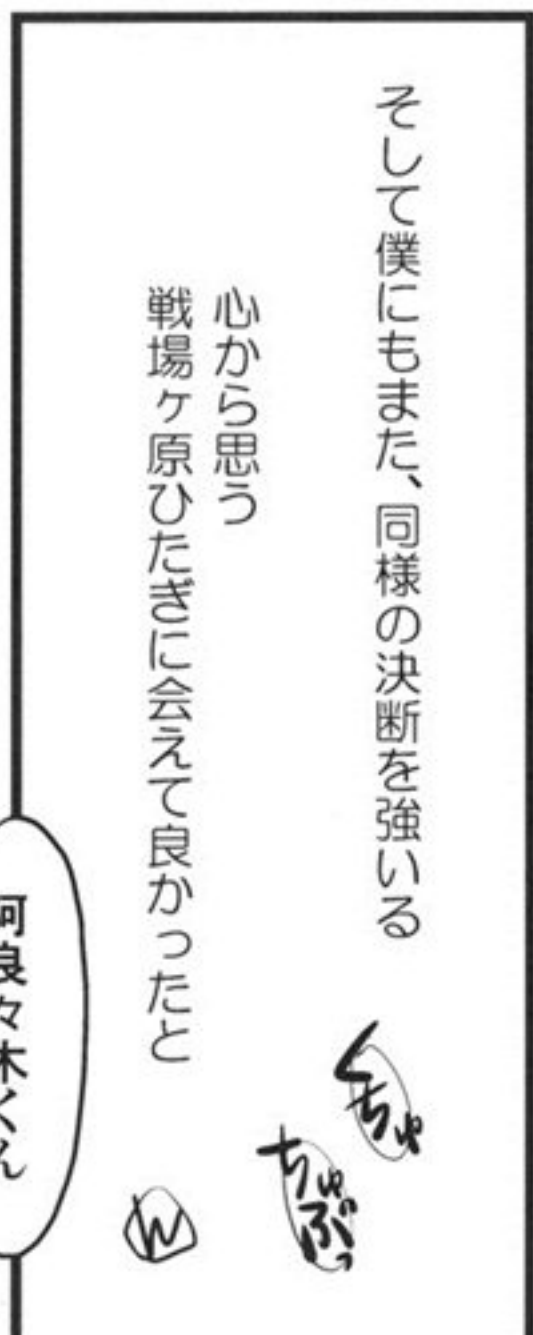 そして僕にもまた、同様の決断を強いる
心から思う
戦場ヶ原ひたぎに会えて良かったと
くちゅ
ちゅぶっ
阿良々木くん